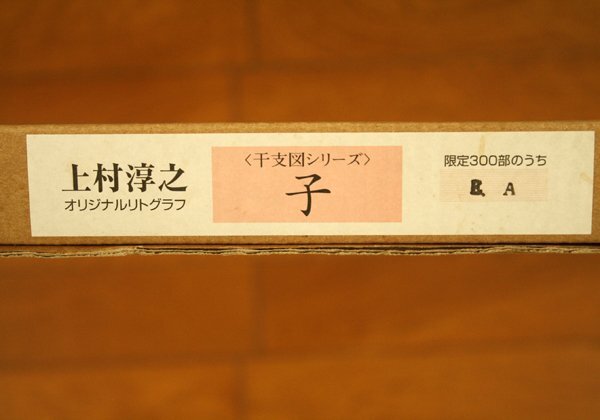 上村淳之
オリジナルリトグラフ
〈干支図シリーズ〉
子
限定300部のうち
E. A